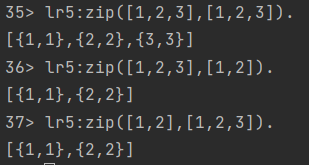 35> lr5:zip([1,2,3],[1,2,3]).
[{1,1},{2,2},{3,3}]
36> lr5:zip([1,2,3],[1,2]).
[{1,1},{2,2}]
37> lr5:zip([1,2],[1,2,3]).
[{1,1},{2,2}]